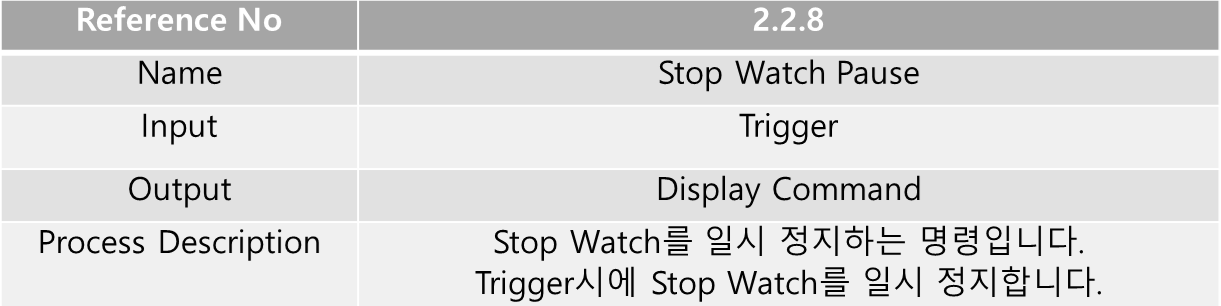 Reference No 2.2.8
Name Stop Watch Pause
Input Trigger
Output Display Command
Process Description Stop Watch를 일시 정지하는 명령입니다.
Trigger시에 Stop Watch를 일시 정지합니다.